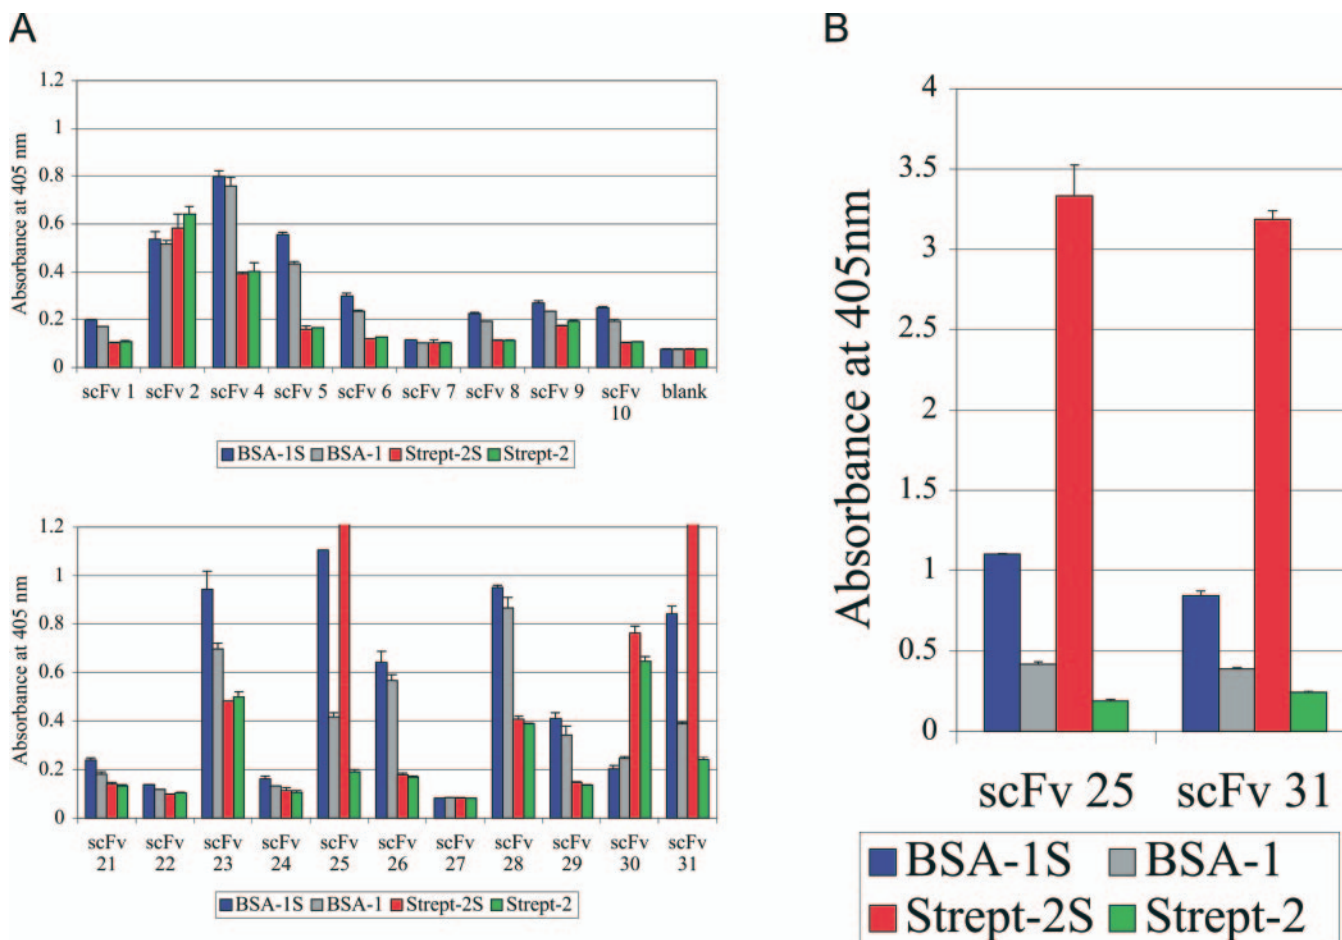 A
1.2
1
0.8
0.6
0.4
0.2
0
Absorbance at 405 nm
scFv 1 scFv 2 scFv 4 scFv 5 scFv 6 scFv 7 scFv 8 scFv 9 scFv 10 blank
BSA-1S BSA-1 Strept-2S Strept-2
1.2
1
0.8
0.6
0.4
0.2
0
Absorbance at 405 nm
scFv 21 scFv 22 scFv 23 scFv 24 scFv 25 scFv 26 scFv 27 scFv 28 scFv 29 scFv 30 scFv 31
BSA-1S BSA-1 Strept-2S Strept-2
B
4
3.5
3
2.5
2
1.5
1
0.5
0
Absorbance at 405nm
scFv 25 scFv 31
BSA-1S BSA-1
Strept-2S Strept-2